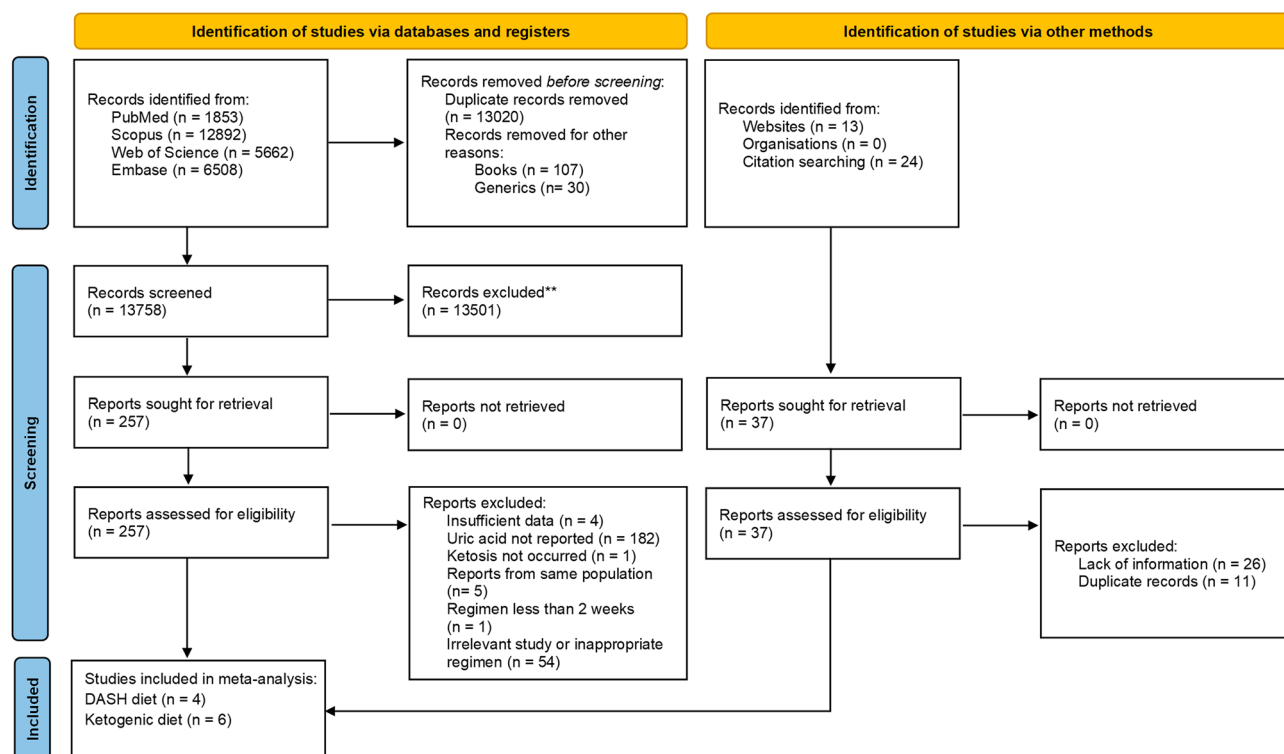 Identification of studies via databases and registers
Identification of studies via other methods
Identification
Records identified from:
PubMed (n = 1853)
Scopus (n = 12892)
Web of Science (n = 5662)
Embase (n = 6508)
Records removed before screening:
Duplicate records removed
(n = 13020)
Records removed for other
reasons:
Books (n = 107)
Generics (n= 30)
Records identified from:
Websites (n = 13)
Organisations (n = 0)
Citation searching (n = 24)
Screening
Records screened
(n = 13758)
Records excluded**
(n = 13501)
Reports sought for retrieval
(n = 257)
Reports not retrieved
(n = 0)
Reports sought for retrieval
(n = 37)
Reports not retrieved
(n = 0)
Reports assessed for eligibility
(n = 257)
Reports excluded:
Insufficient data (n = 4)
Uric acid not reported (n = 182)
Ketosis not occurred (n = 1)
Reports from same population
(n= 5)
Regimen less than 2 weeks
(n = 1)
Irrelevant study or inappropriate
regimen (n = 54)
Reports assessed for eligibility
(n = 37)
Reports excluded:
Lack of information (n = 26)
Duplicate records (n = 11)
Included
Studies included in meta-analysis:
DASH diet (n = 4)
Ketogenic diet (n = 6)